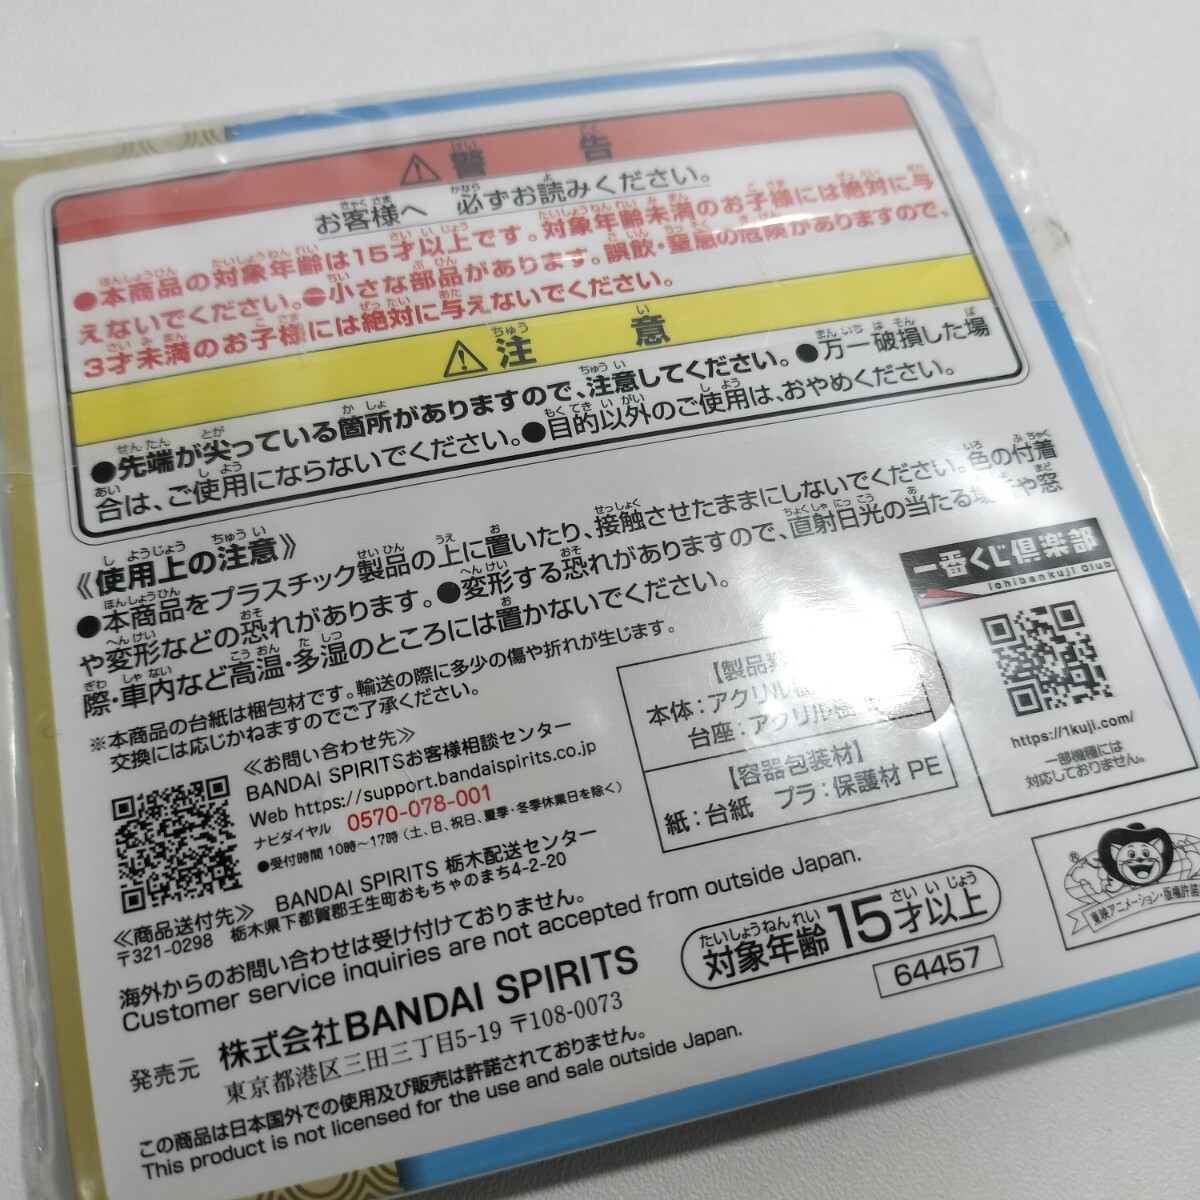 警告
お客様へ 必ずお読みください。
●本商品の対象年齢は15才以上です。対象年齢未満のお子様には絶対に与
えないでください。●小さな部品があります。誤飲・窒息の危険がありますので、
3才未満のお子様には絶対に与えないでください。
注意
●先端が尖っている箇所がありますので、注意してください。●万一破損した場
合は、ご使用にならないでください。●目的以外のご使用は、おやめください。
《使用上の注意》
●本商品をプラスチック製品の上に置いたり、接触させたままにしないでください。色の付着
や変形などの恐れがあります。●変形する恐れがありますので、直射日光の当たる場所や窓
際・車内など高温・多湿のところには置かないでください。
※本商品の台紙は梱包材です。輸送の際に多少の傷や折れが生じます。
交換には応じかねますのでご了承ください。
≪お問い合わせ先≫
BANDAI SPIRITSお客様相談センター
Web https://support.bandaispirits.co.jp
ナビダイヤル 0570-078-001
●受付時間 10時～17時(土、日、祝日、夏季・冬季休業日を除く)
≪商品送付先≫ BANDAI SPIRITS 栃木配送センター
〒321-0298 栃木県下都賀郡壬生町おもちゃのまち4-2-20
海外からのお問い合わせは受け付けておりません。
Customer service inquiries are not accepted from outside Japan.
発売元 株式会社BANDAI SPIRITS
東京都港区三田三丁目5-19 〒108-0073
この商品は日本国外での使用及び販売は許諾されておりません。
This product is not licensed for the use and sale outside Japan.
【製品
本体:アクリル
台座:アクリル
【容器包装材】
紙:台紙 プラ:保護材 PE
一番くじ倶楽部
Ichibankuji Club
https://1kuji.com/
一部機種には
対応しておりません。
対象年齢15才以上
64457
®
東映アニメーション・版権許諾